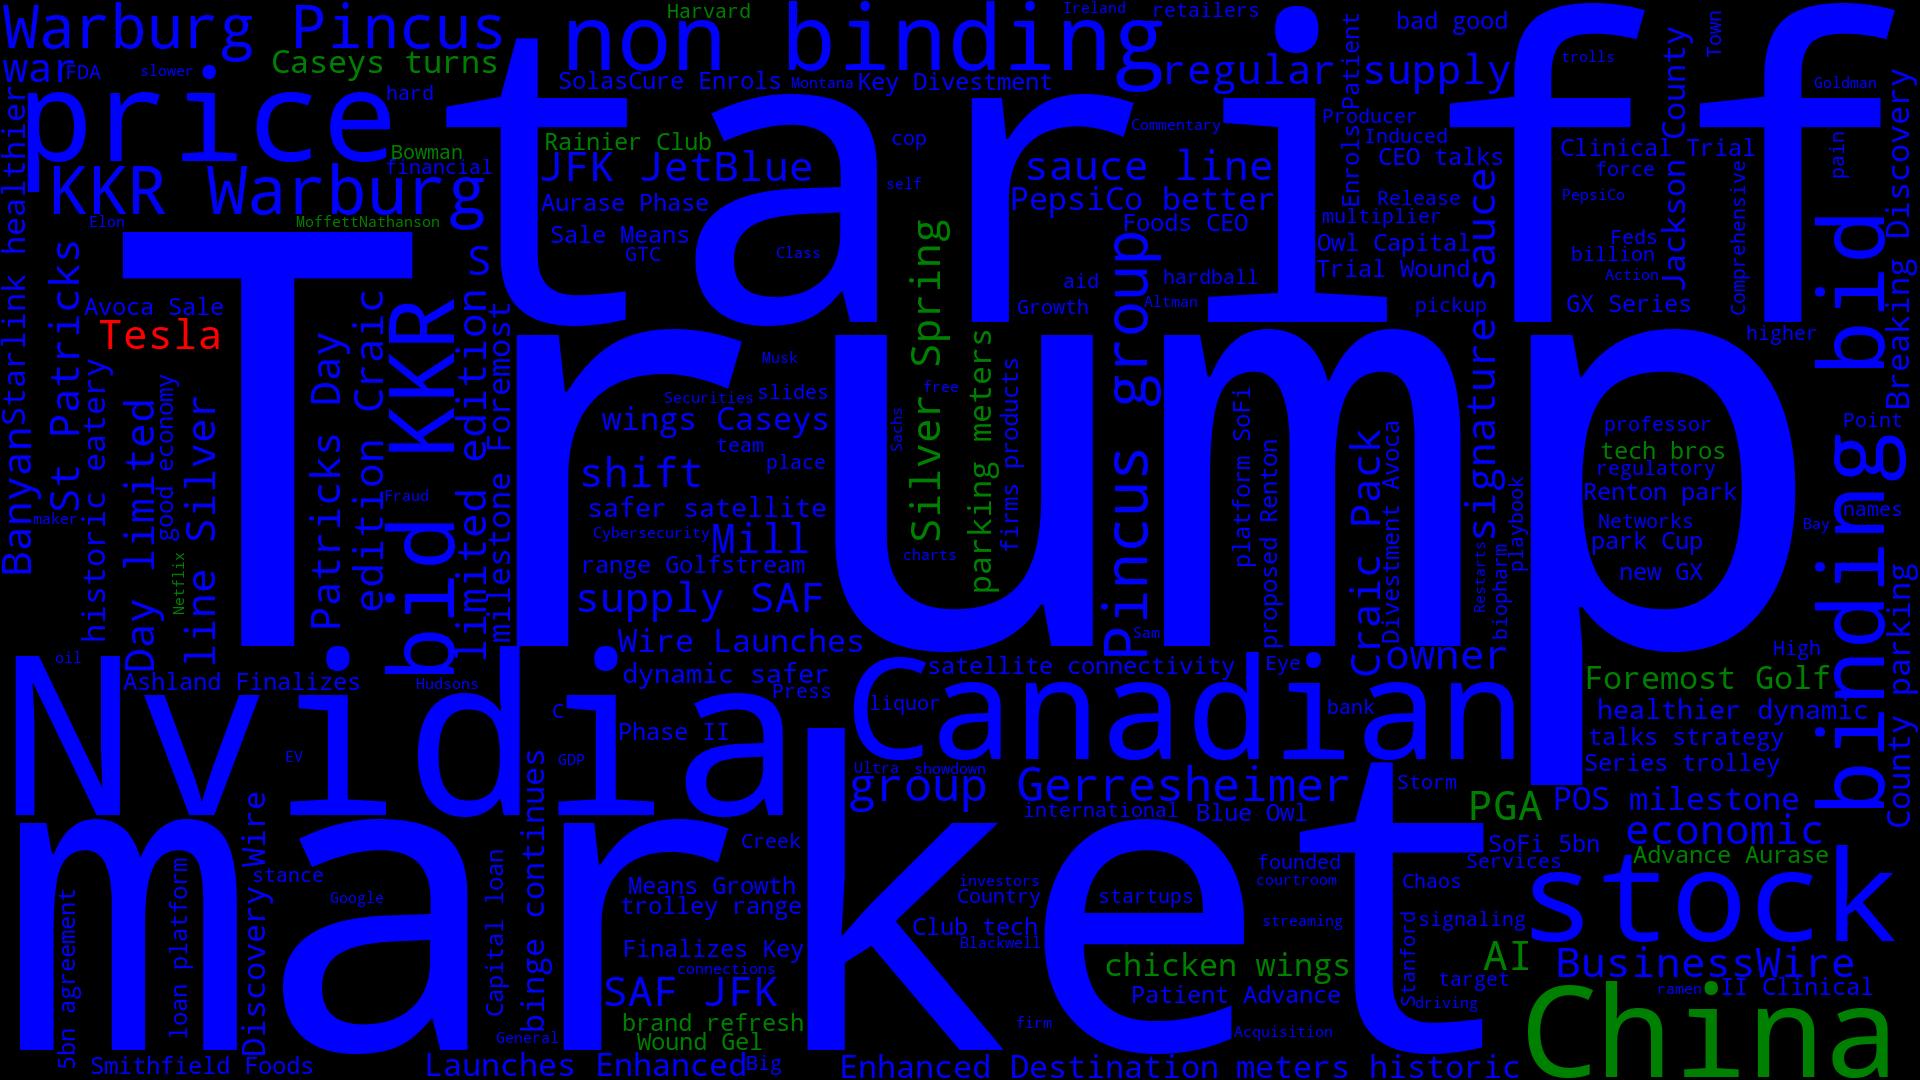 Warburg Pincus
non binding
Harvard
Ireland
retailers
bad good
Town
war
FDA
slower
Caseys turns
SolasCure Enrols
Montana
Key Divestment
regular supply
Patient
trolls
Goldman
price
hard
tariff
Commentary
Producer
Induced
CEO talks
Clinical Trial
force
PepsiCo
Jackson County
pain
Breaking Discovery
Bowman
financial
Rainier Club
JFK JetBlue
cop
self
sauce line
PepsiCo better
Foods CEO
Enrols
Release
multiplier
Owl Capital
Trial Wound
Feds
billion
Action
GX Series
Comprehensive
KKR Warburg
Elon
MoffettNathanson
Aurase Phase
Sale Means
GTC
Class
aid
hardball
Growth
Altman
pickup
higher
Starlink healthier
St Patricks
Avoca Sale
Tesla
S
Trump
Silver Spring
Pincus group
signature sauces
bid
binding
Banyan
historic eatery
Day limited
good economy
line Silver
Netflix
maker
Patricks Day
edition Craic
bid KKR
Fraud
limited edition
milestone Foremost
Musk
Securities
slides
wings Caseys
team
place
shift
safer satellite
Cybersecurity
Mill
range Golfstream
supply SAF
Sachs
free
charts
parking meters
firms products
platform SoFi
proposed Renton
Craic Pack
Divestment Avoca
Restarts
biopharm
playbook
professor
tech bros
regulatory
Renton park
Networks
park Cup
new GX
Point
names
Bay
County parking
oil
Ashland Finalizes
Hudsons
Wire Launches
dynamic safer
Press
Sam
satellite connectivity
Eye
owner
High
Foremost Golf
healthier dynamic
talks strategy
Series trolley
Nvidia
EV
C
GDP
Phase II
liquor
Canadian
bank
Ultra
showdown
group Gerresheimer
Storm
international
Blue Owl
PGA
POS milestone
economic
SoFi 5bn
Services
Advance Aurase
market
Discovery Wire
stance
Google
5bn agreement
loan platform
Capital loan
binge continues
Creek
Means Growth
trolley range
Finalizes Key
connections
SAF JFK
brand refresh
Wound Gel
General
investors
Country
Club tech
Blackwell
startups
founded
courtroom
streaming
Chaos
signaling
Stanford
target
driving
chicken wings
Patient Advance
firm
Acquisition
AI
stock
BusinessWire
ramen
II Clinical
China
Smithfield Foods
Launches Enhanced
Big
Enhanced Destination
meters historic